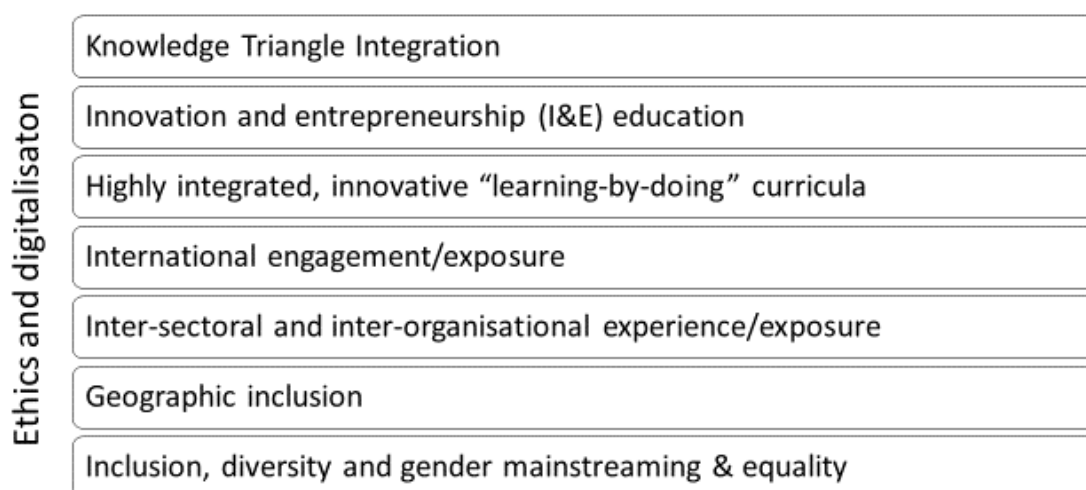 Ethics and digitalisaton
Knowledge Triangle Integration
Innovation and entrepreneurship (I&E) education
Highly integrated, innovative “learning-by-doing” curricula
International engagement/exposure
Inter-sectoral and inter-organisational experience/exposure
Geographic inclusion
Inclusion, diversity and gender mainstreaming & equality